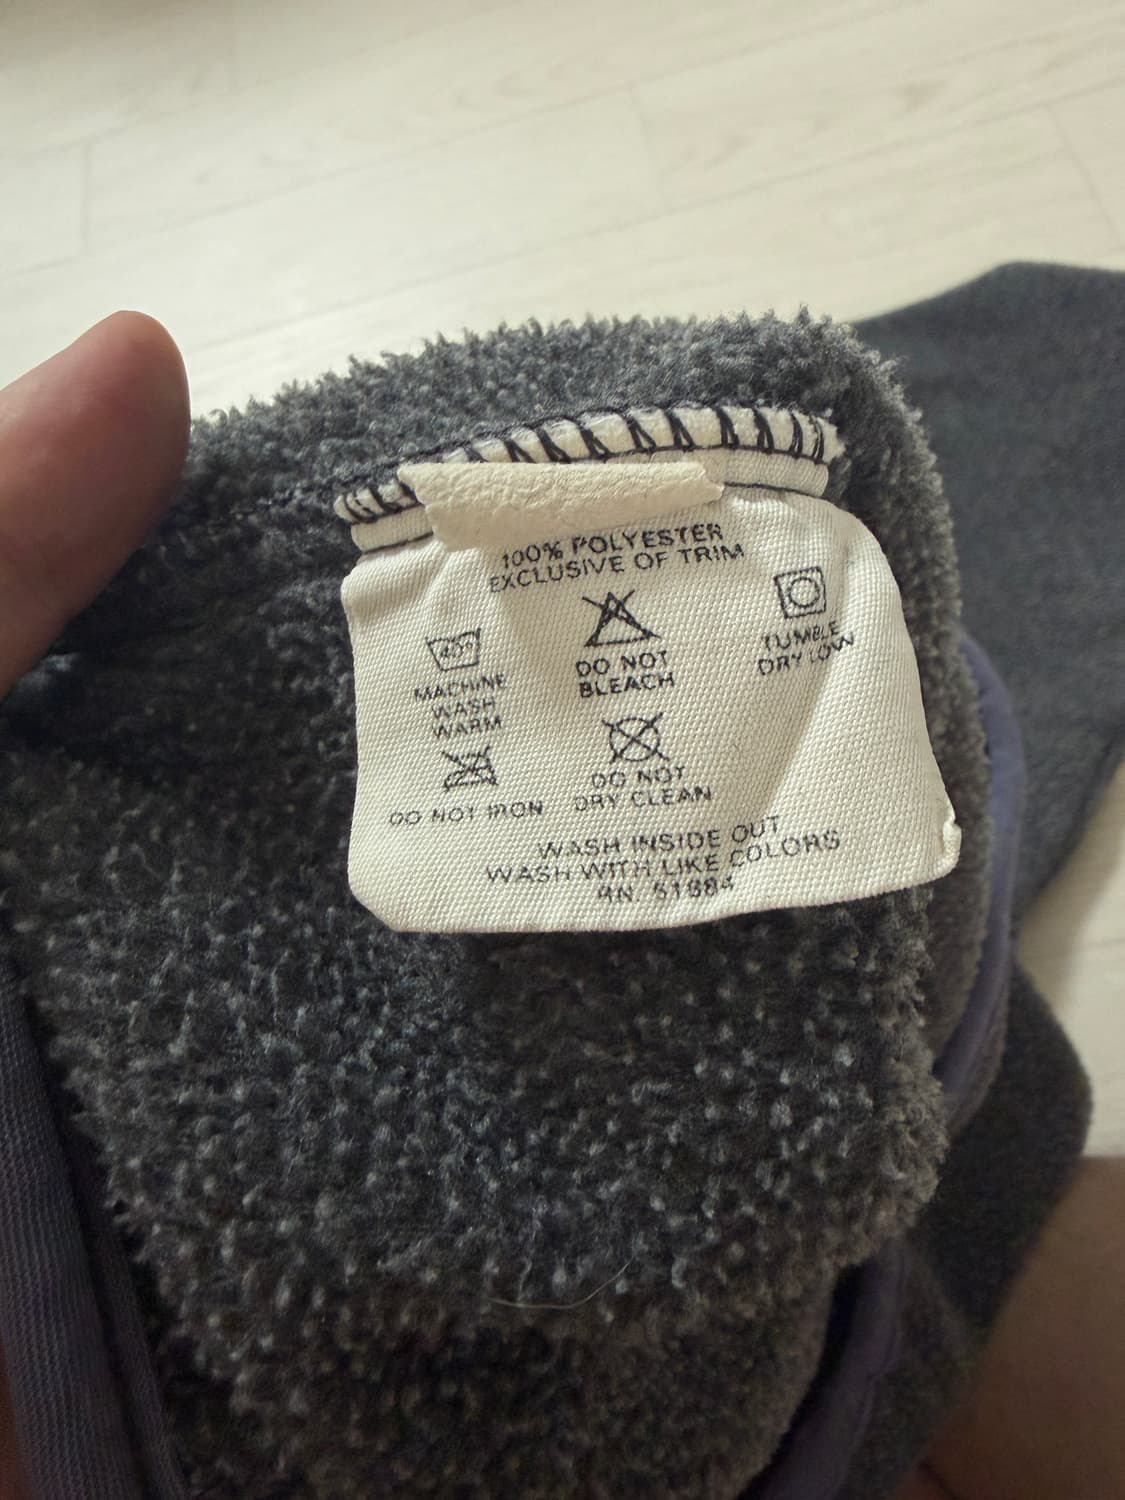 100% POLYESTER
EXCLUSIVE OF TRIM
40°
MACHINE
WASH
WARM
DO NOT
BLEACH
TUMBLE
DRY LOW
DO NOT IRON
DO NOT
DRY CLEAN
WASH INSIDE OUT
WASH WITH LIKE COLORS
RN. 51884